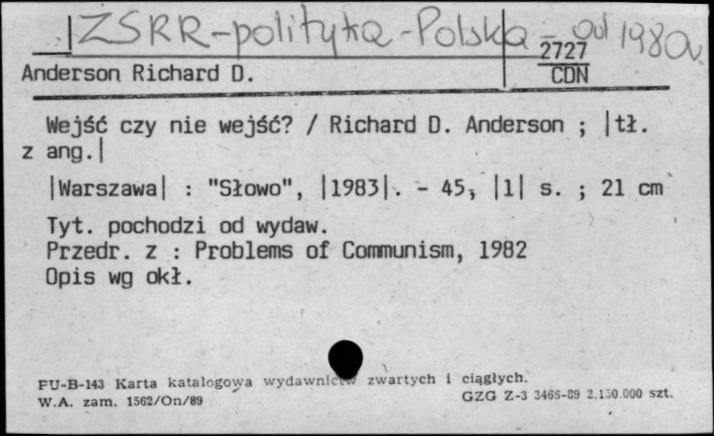 ZSRR-polityka-Polska - od 1980r.
2727
Anderson Richard D. CDN
Wejść czy nie wejść? / Richard D. Anderson ; |tł.
z ang.|
|Warszawa| : "Słowo", |1983|. - 45, |1| s. ; 21 cm
Tyt. pochodzi od wydaw.
Przedr. z : Problems of Communism, 1982
Opis wg okł.
PU-B-143 Karta katalogowa wydawnictw zwartych i ciągłych.
W.A. zam. 1562/On/89 GZG Z-3 3466-89 2.150.000 szt.